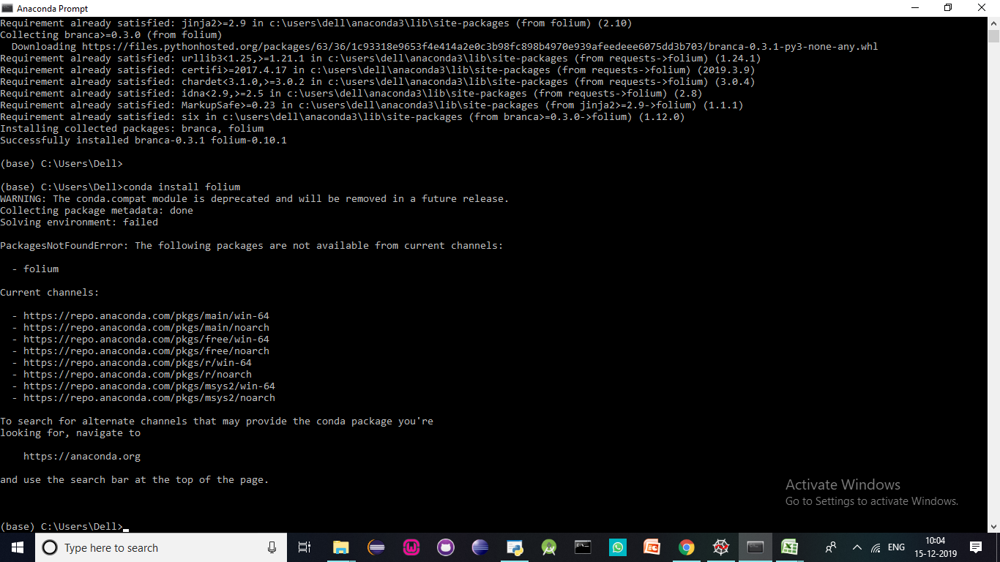 Anaconda Prompt
Requirement already satisfied: jinja2>=2.9 in c:\users\dell\anaconda3\lib\site-packages (from folium) (2.10)
Collecting branca>=0.3.0 (from folium)
  Downloading https://files.pythonhosted.org/packages/63/36/1c93318e9653f4e414a2e0c3b98fc898b4970e939afeedeee6075dd3b703/branca-0.3.1-py3-none-any.whl
Requirement already satisfied: urllib3<1.25,>=1.21.1 in c:\users\dell\anaconda3\lib\site-packages (from requests->folium) (1.24.1)
Requirement already satisfied: certifi>=2017.4.17 in c:\users\dell\anaconda3\lib\site-packages (from requests->folium) (2019.3.9)
Requirement already satisfied: chardet<3.1.0,>=3.0.2 in c:\users\dell\anaconda3\lib\site-packages (from requests->folium) (3.0.4)
Requirement already satisfied: idna<2.9,>=2.5 in c:\users\dell\anaconda3\lib\site-packages (from requests->folium) (2.8)
Requirement already satisfied: MarkupSafe>=0.23 in c:\users\dell\anaconda3\lib\site-packages (from jinja2>=2.9->folium) (1.1.1)
Requirement already satisfied: six in c:\users\dell\anaconda3\lib\site-packages (from branca>=0.3.0->folium) (1.12.0)
Installing collected packages: branca, folium
Successfully installed branca-0.3.1 folium-0.10.1
(base) C:\Users\Dell>
(base) C:\Users\Dell>conda install folium
WARNING: The conda.compat module is deprecated and will be removed in a future release.
Collecting package metadata: done
Solving environment: failed
PackagesNotFoundError: The following packages are not available from current channels:
  - folium
Current channels:
  - https://repo.anaconda.com/pkgs/main/win-64
  - https://repo.anaconda.com/pkgs/main/noarch
  - https://repo.anaconda.com/pkgs/free/win-64
  - https://repo.anaconda.com/pkgs/free/noarch
  - https://repo.anaconda.com/pkgs/r/win-64
  - https://repo.anaconda.com/pkgs/r/noarch
  - https://repo.anaconda.com/pkgs/msys2/win-64
  - https://repo.anaconda.com/pkgs/msys2/noarch
To search for alternate channels that may provide the conda package you're
looking for, navigate to
    https://anaconda.org
and use the search bar at the top of the page.
Activate Windows
Go to Settings to activate Windows.
(base) C:\Users\Dell>
Type here to search
ENG
10:04
15-12-2019